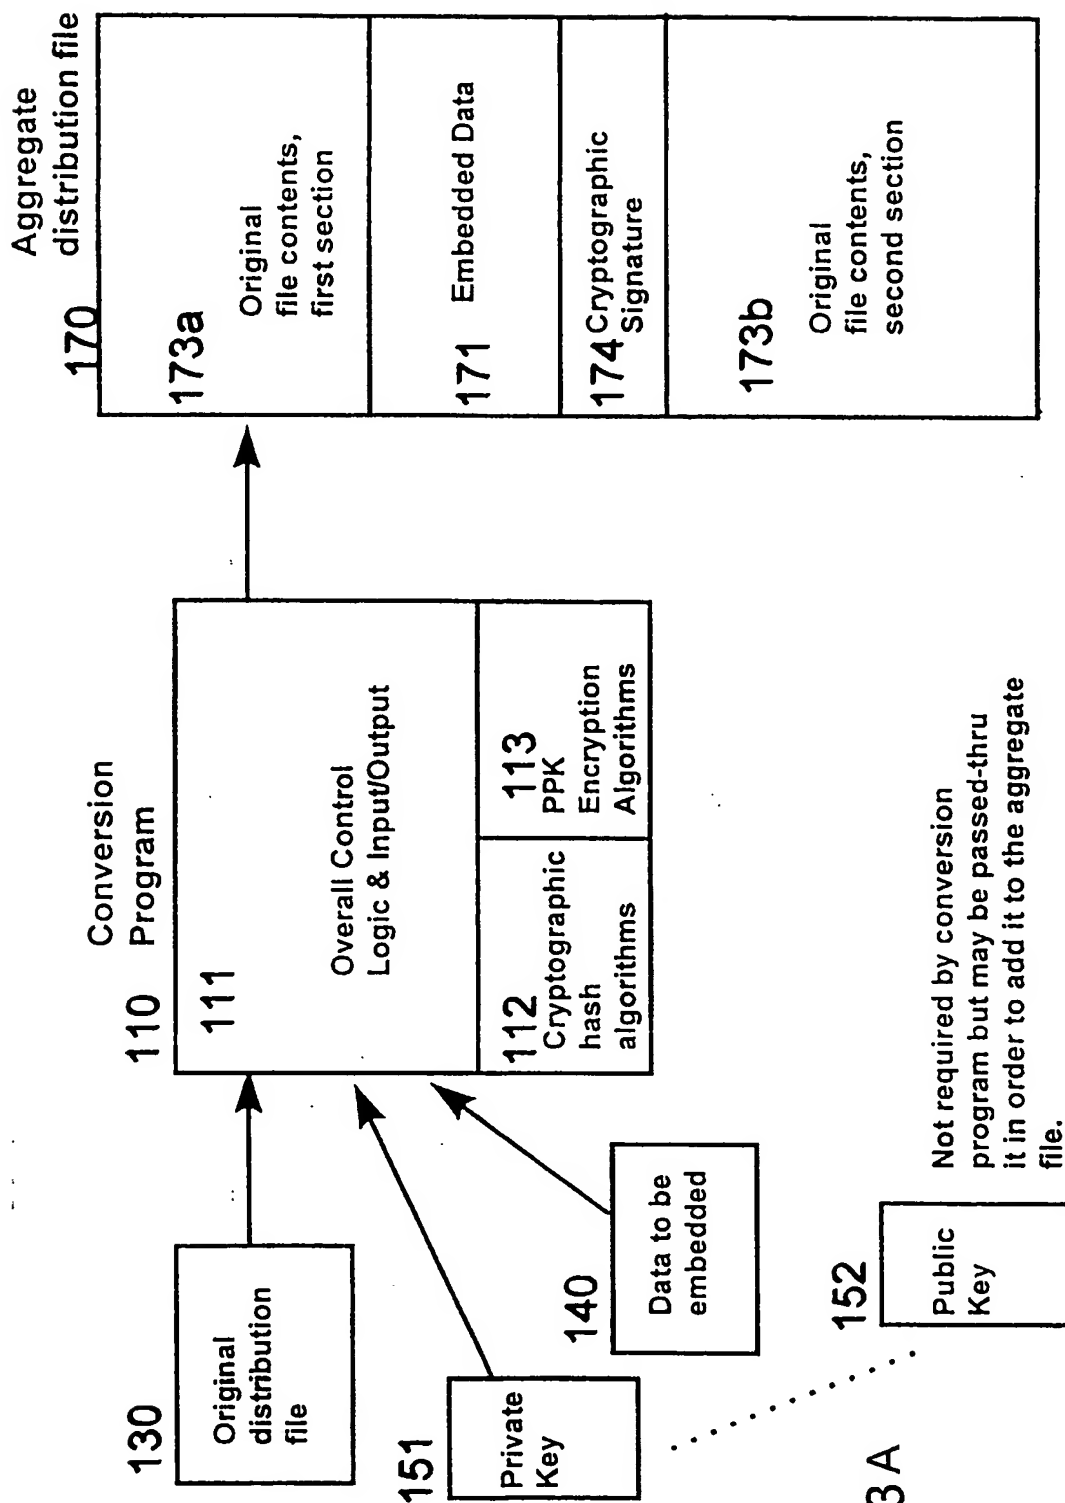 130
Original
distribution
file
151
Private
Key
140
Data to be
embedded
152
Public
Key
Not required by conversion
program but may be passed-thru
it in order to add it to the aggregate
file.
Conversion
110 Program
111
Overall Control
Logic & Input/Output
112
Cryptographic
hash
algorithms
113
PPK
Encryption
Algorithms
Aggregate
distribution file
170
173a
Original
file contents,
first section
171 Embedded Data
174 Cryptographic
Signature
173b
Original
file contents,
second section
3 A